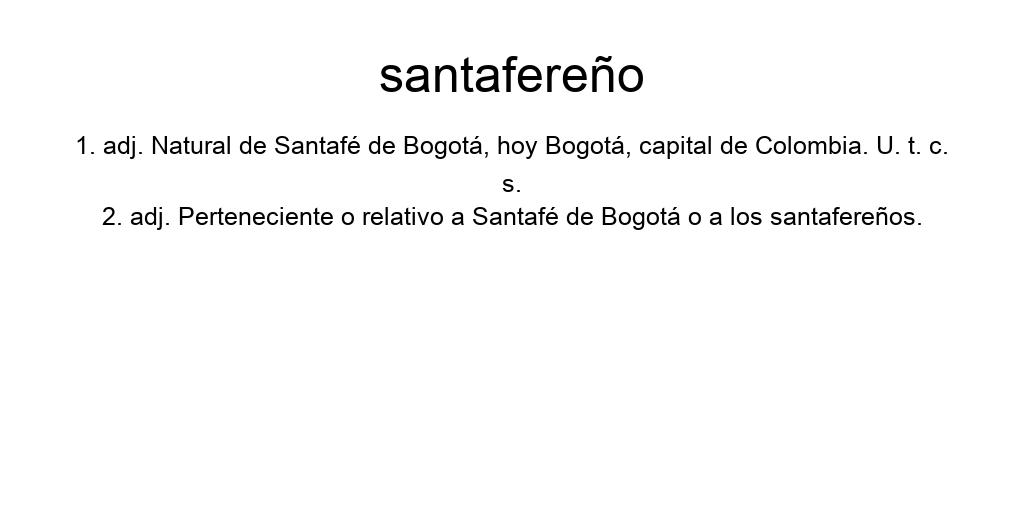 santafereño
1. adj. Natural de Santafé de Bogotá, hoy Bogotá, capital de Colombia. U. t. c.
s.
2. adj. Perteneciente o relativo a Santafé de Bogotá o a los santafereños.